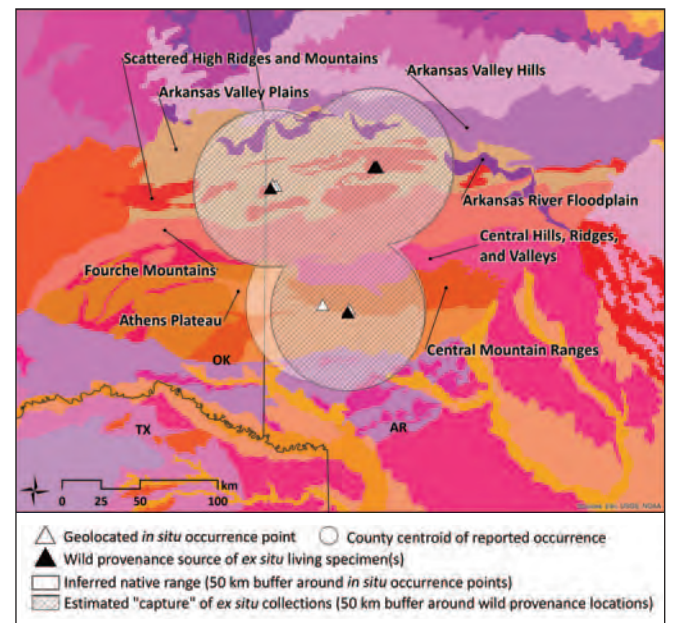 Scattered High Ridges and Mountains
Arkansas Valley Hills
Arkansas Valley Plains
Arkansas River Floodplain
Central Hills, Ridges,
and Valleys
Fourche Mountains
Athens Plateau
Central Mountain Ranges
OK
TX
AR
km
0 25 50 100
Geolocated in situ occurrence point
County centroid of reported occurrence
Wild provenance source of ex situ living specimen(s)
Inferred native range (50 km buffer around in situ occurrence points)
Estimated "capture" of ex situ collections (50 km buffer around wild provenance locations)